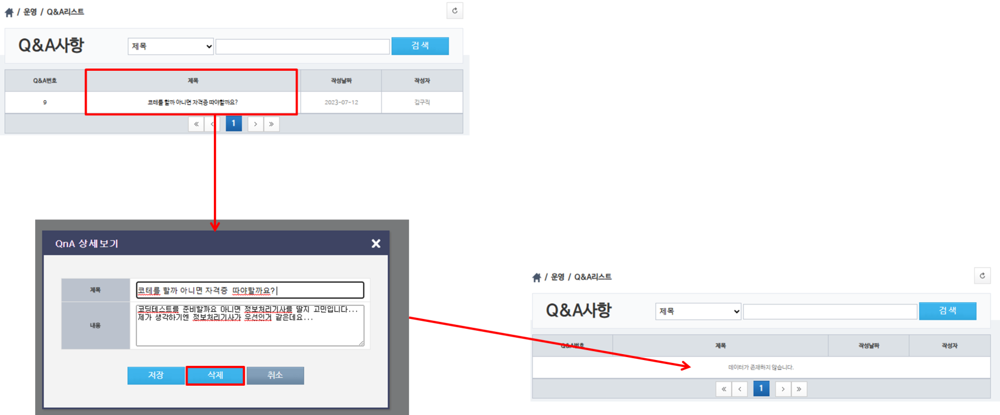 / 운영 / Q&A리스트
Q&A사항 제목 검색
Q&A번호 제목 작성날짜 작성자
9 코테를 할까 아니면 자격증 따야할까요? 2023-07-12 김구직
« ‹ 1 › »
QnA 상세보기
제목 코테를 할까 아니면 자격증 따야할까요?
내용 코딩테스트를 준비할까요 아니면 정보처리기사를 딸지 고민입니다...
제가 생각하기엔 정보처리기사가 우선인거 같은데요...
저장 삭제 취소
/ 운영 / Q&A리스트
Q&A사항 제목 검색
Q&A번호 제목 작성날짜 작성자
데이터가 존재하지 않습니다.
« ‹ 1 › »